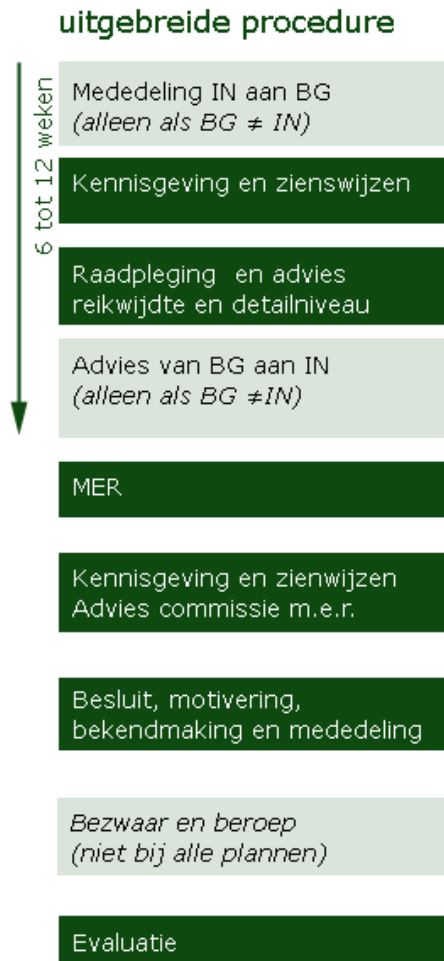 uitgebreide procedure
6 tot 12 weken
Mededeling IN aan BG
(alleen als BG ≠ IN)
Kennisgeving en zienswijzen
Raadpleging en advies
reikwijdte en detailniveau
Advies van BG aan IN
(alleen als BG ≠IN)
MER
Kennisgeving en zienwijzen
Advies commissie m.e.r.
Besluit, motivering,
bekendmaking en mededeling
Bezwaar en beroep
(niet bij alle plannen)
Evaluatie